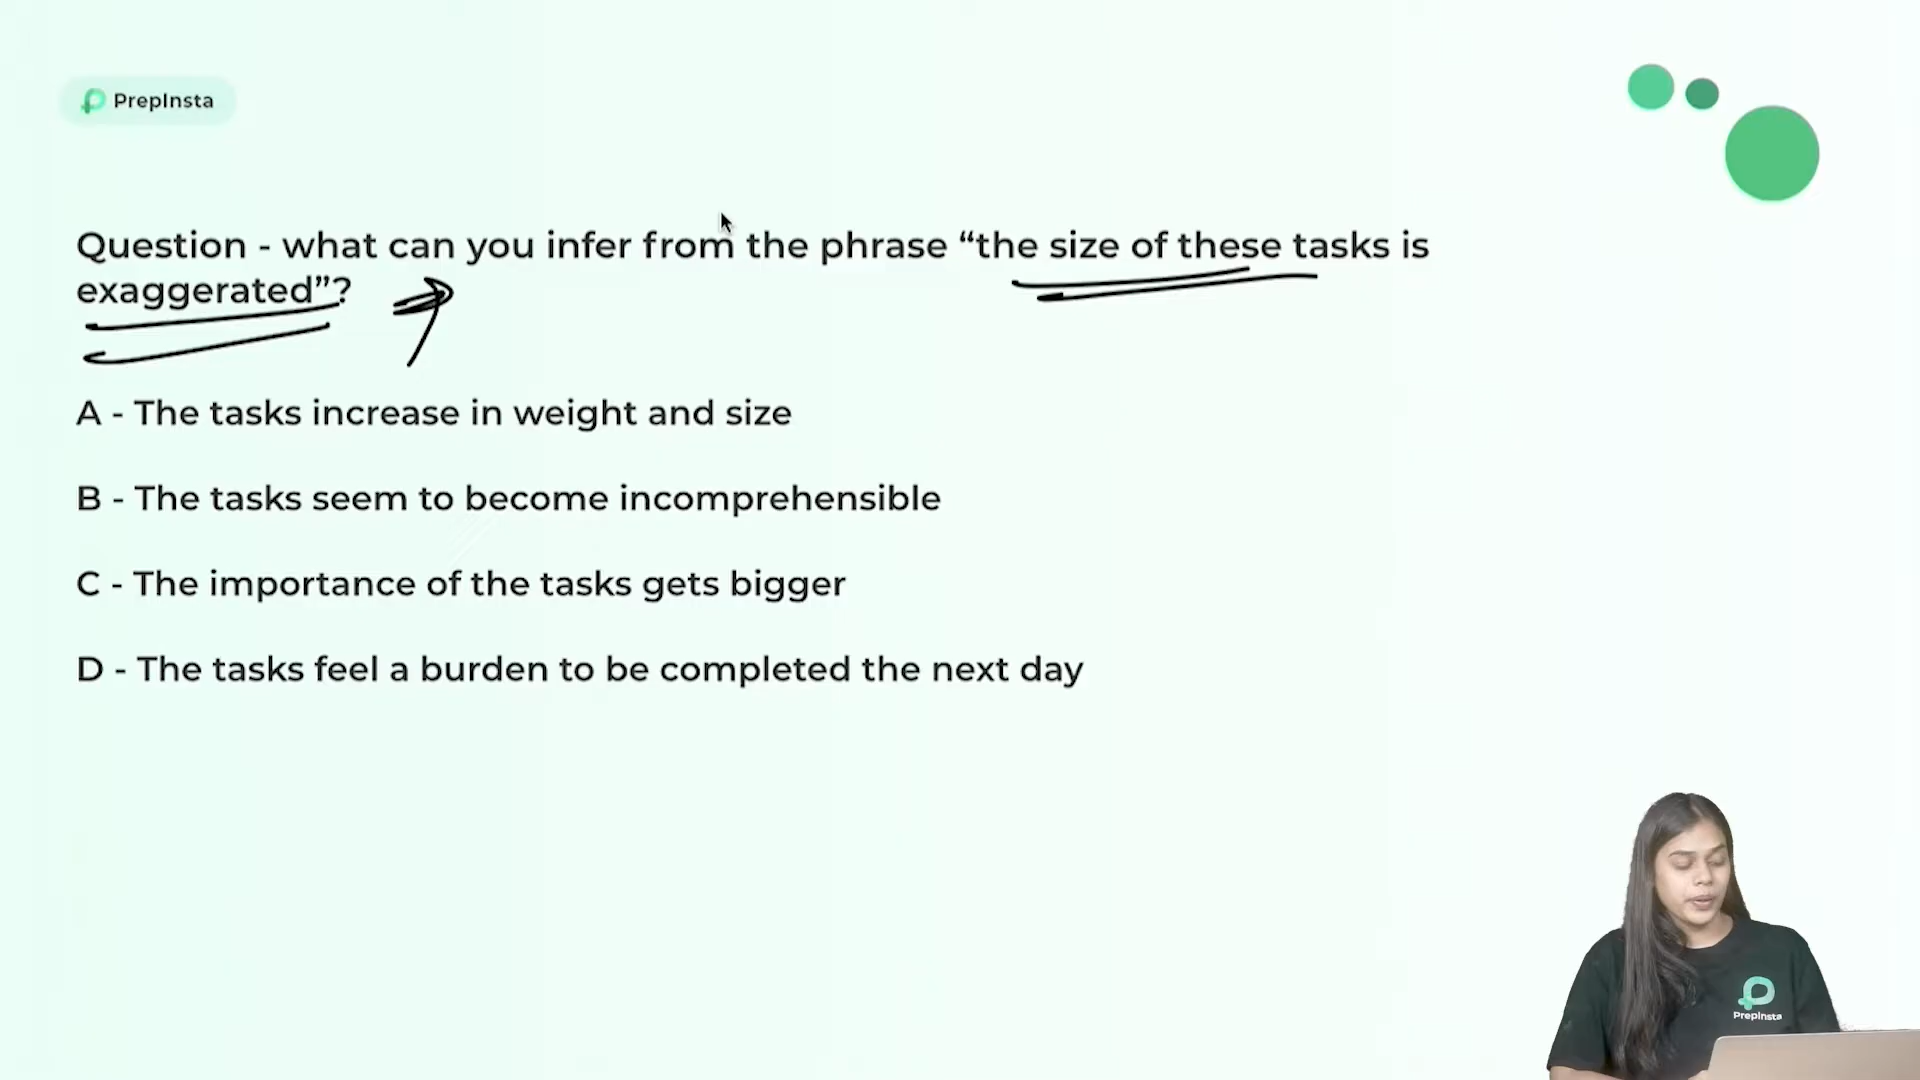 PrepInsta
Question - what can you infer from the phrase “the size of these tasks is
exaggerated”?
A - The tasks increase in weight and size
B - The tasks seem to become incomprehensible
C - The importance of the tasks gets bigger
D - The tasks feel a burden to be completed the next day
PrepInsta